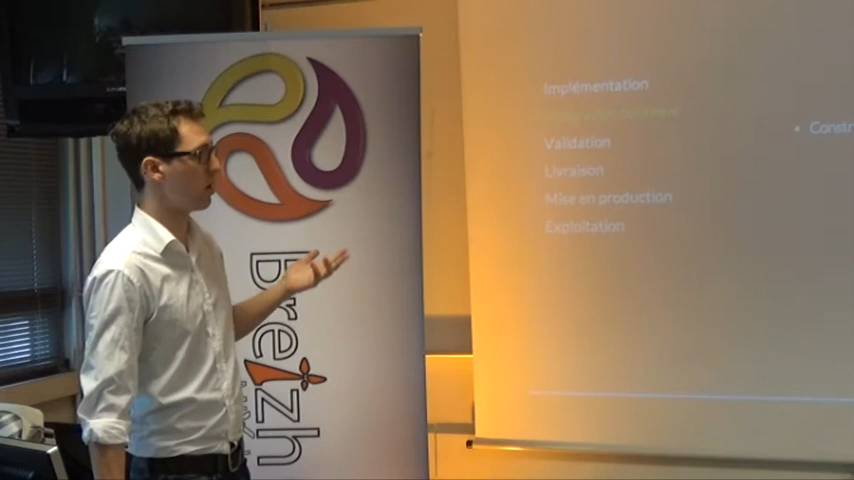 Breizh
Implémentation
Validation
Livraison
Mise en production
Exploitation
• Constr